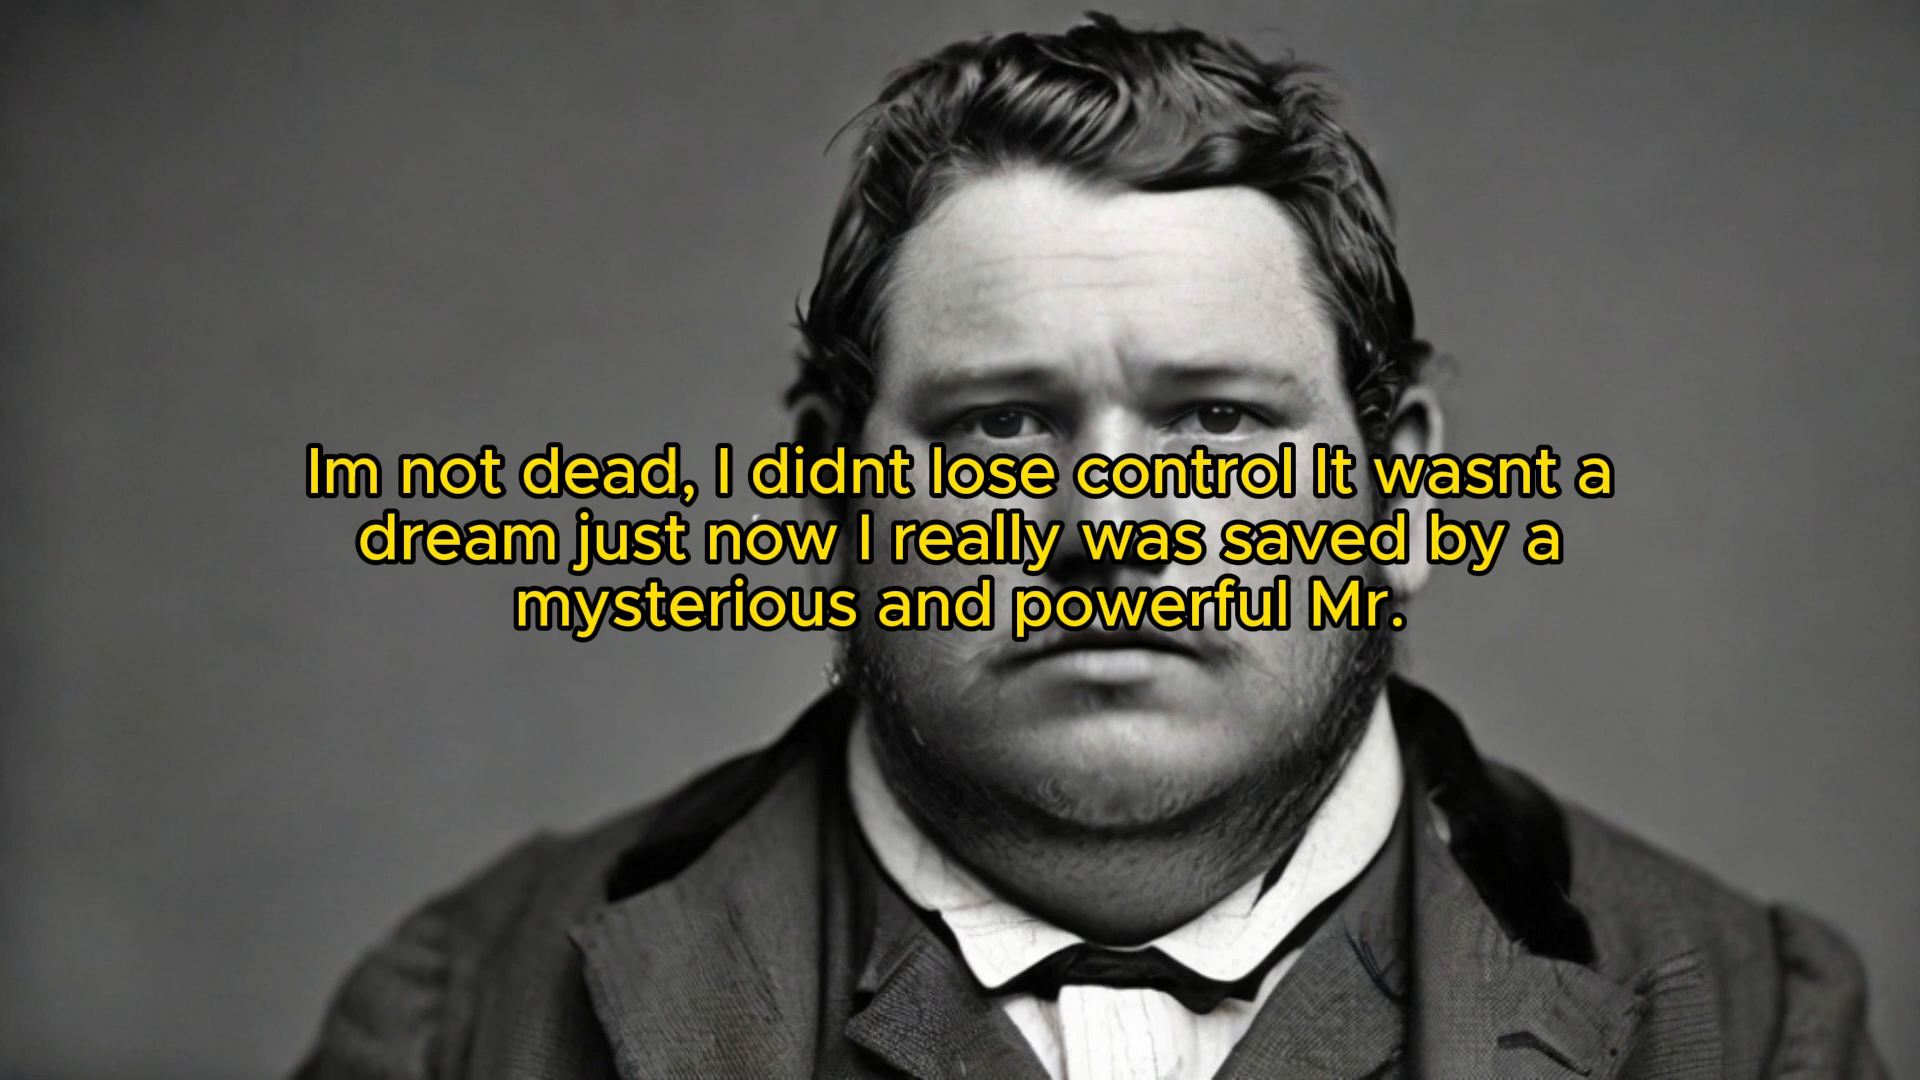 Im not dead, I didnt lose control It wasnt a
dream just now I really was saved by a
mysterious and powerful Mr.